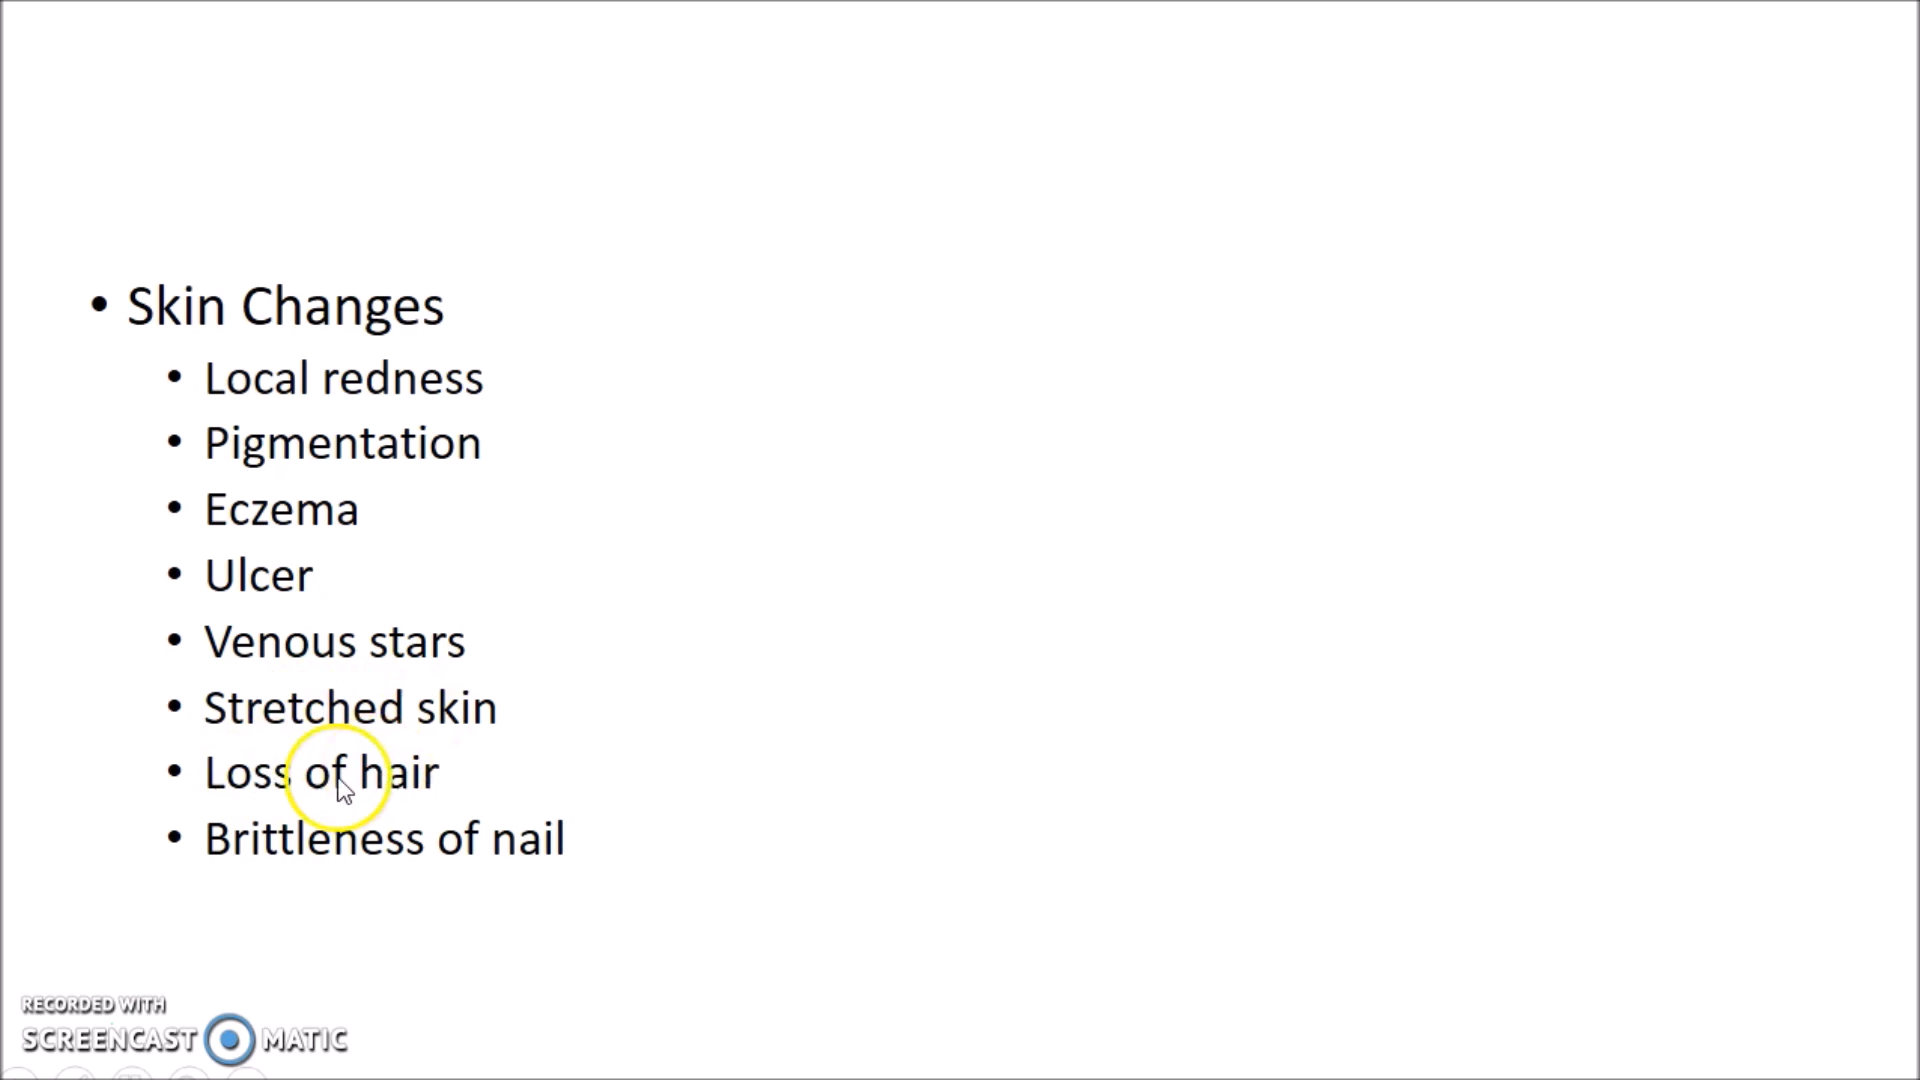 • Skin Changes
• Local redness
• Pigmentation
• Eczema
• Ulcer
• Venous stars
• Stretched skin
• Loss of hair
• Brittleness of nail
RECORDED WITH
SCREENCAST MATIC